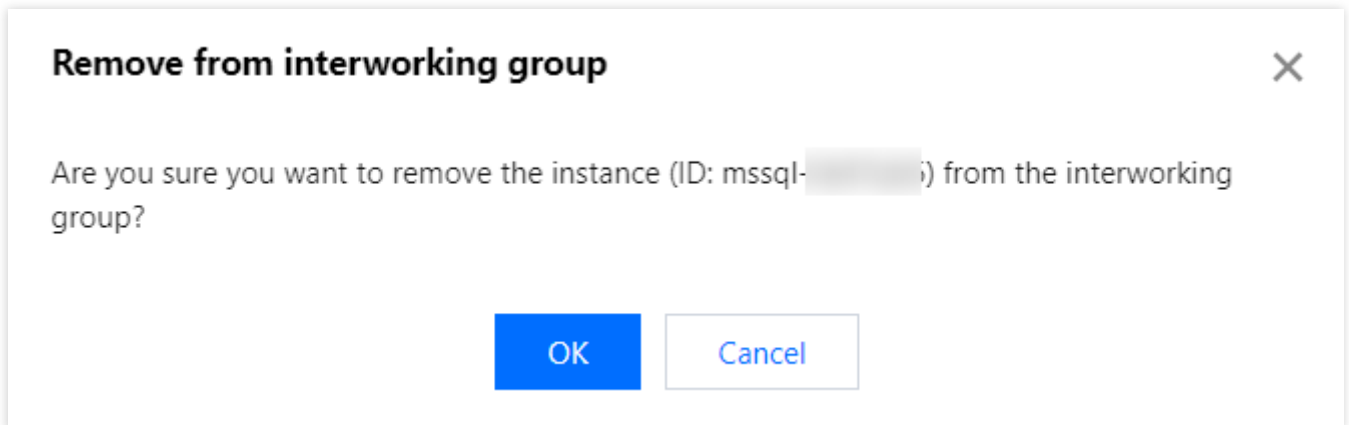 Remove from interworking group
Are you sure you want to remove the instance (ID: mssql- ) from the interworking
group?
OK
Cancel